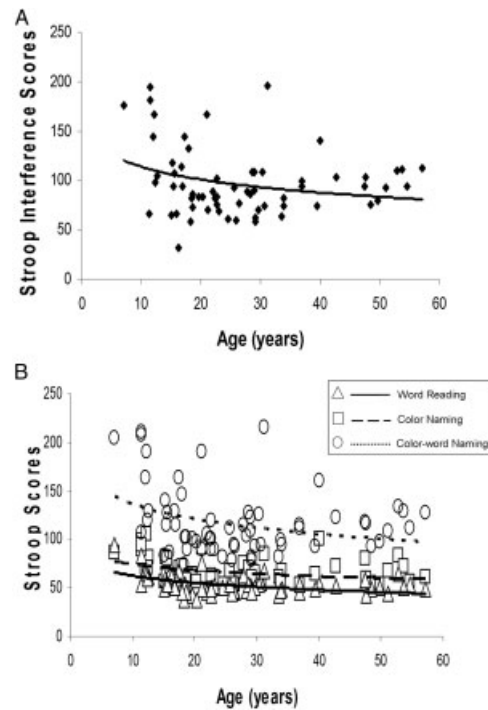 A
Stroop Interference Scores
250
200
150
100
50
0
0 10 20 30 40 50 60
Age (years)
B
Stroop Scores
250
200
150
100
50
0
Word Reading
Color Naming
Color-word Naming
0 10 20 30 40 50 60
Age (years)